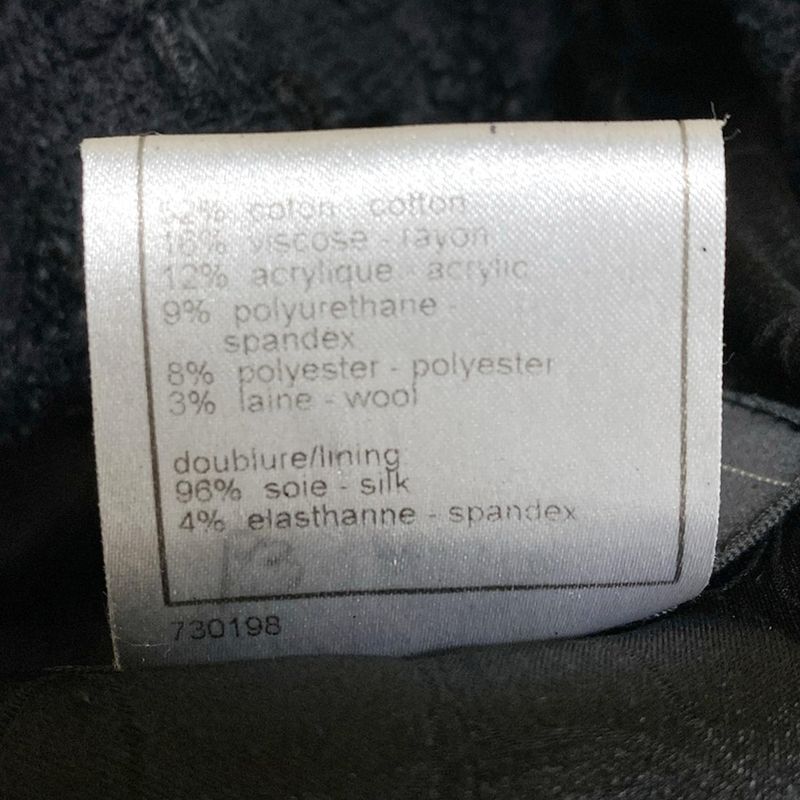 52% coton - cotton
16% viscose - rayon
12% acrylique - acrylic
9% polyurethane -
spandex
8% polyester - polyester
3% laine - wool
doublure/lining
96% soie - silk
4% elasthanne - spandex
730198